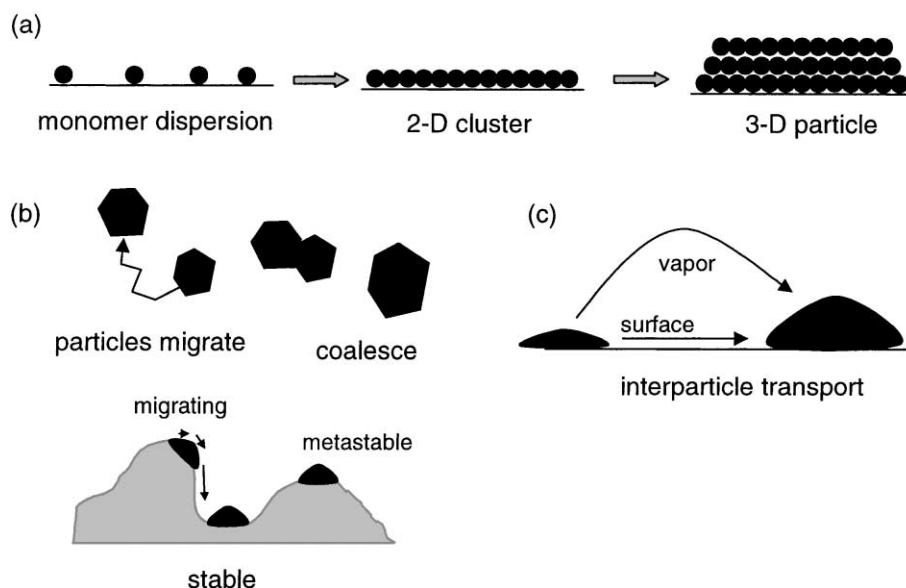 (a)
monomer dispersion
2-D cluster
3-D particle
(b)
particles migrate
coalesce
migrating
metastable
stable
(c)
vapor
surface
interparticle transport